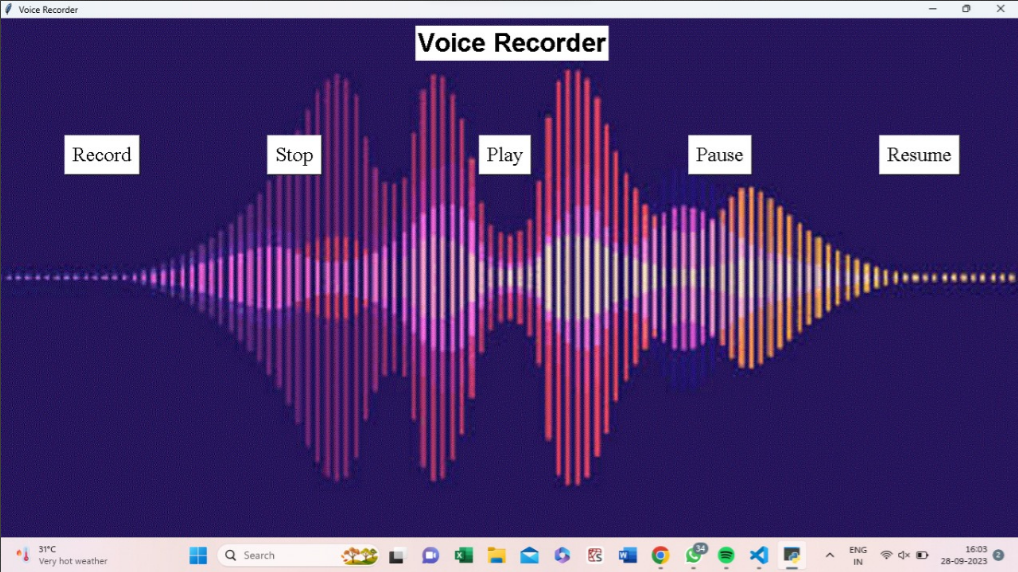 Voice Recorder
Voice Recorder
Record
Stop
Play
Pause
Resume
31°C
Very hot weather
Search
34
ENG
IN
16:03
28-09-2023
2